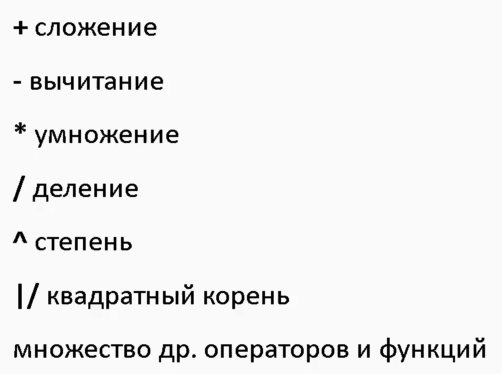 + сложение
- вычитание
* умножение
/ деление
^ степень
|/ квадратный корень
множество др. операторов и функций